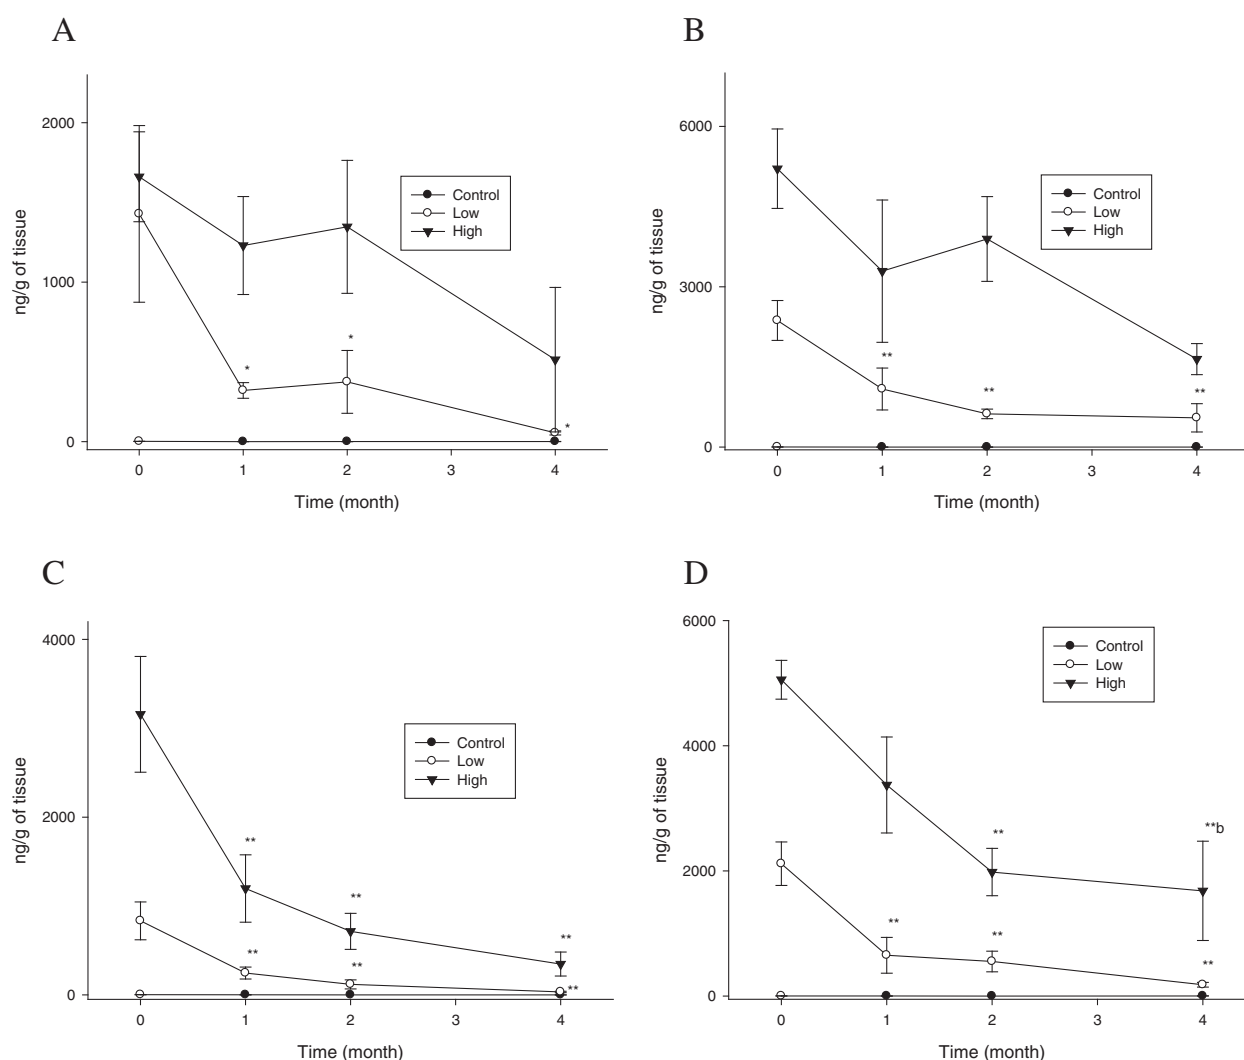 A
ng/g of tissue
2000
1000
0
*
*
*
Control
Low
High
0 1 2 3 4
Time (month)
B
ng/g of tissue
6000
3000
0
**
**
**
Control
Low
High
0 1 2 3 4
Time (month)
C
ng/g of tissue
4000
2000
0
**
**
**
**
**
**
Control
Low
High
0 1 2 3 4
Time (month)
D
ng/g of tissue
6000
4000
2000
0
**
**b
**
**
**
Control
Low
High
0 1 2 3 4
Time (month)